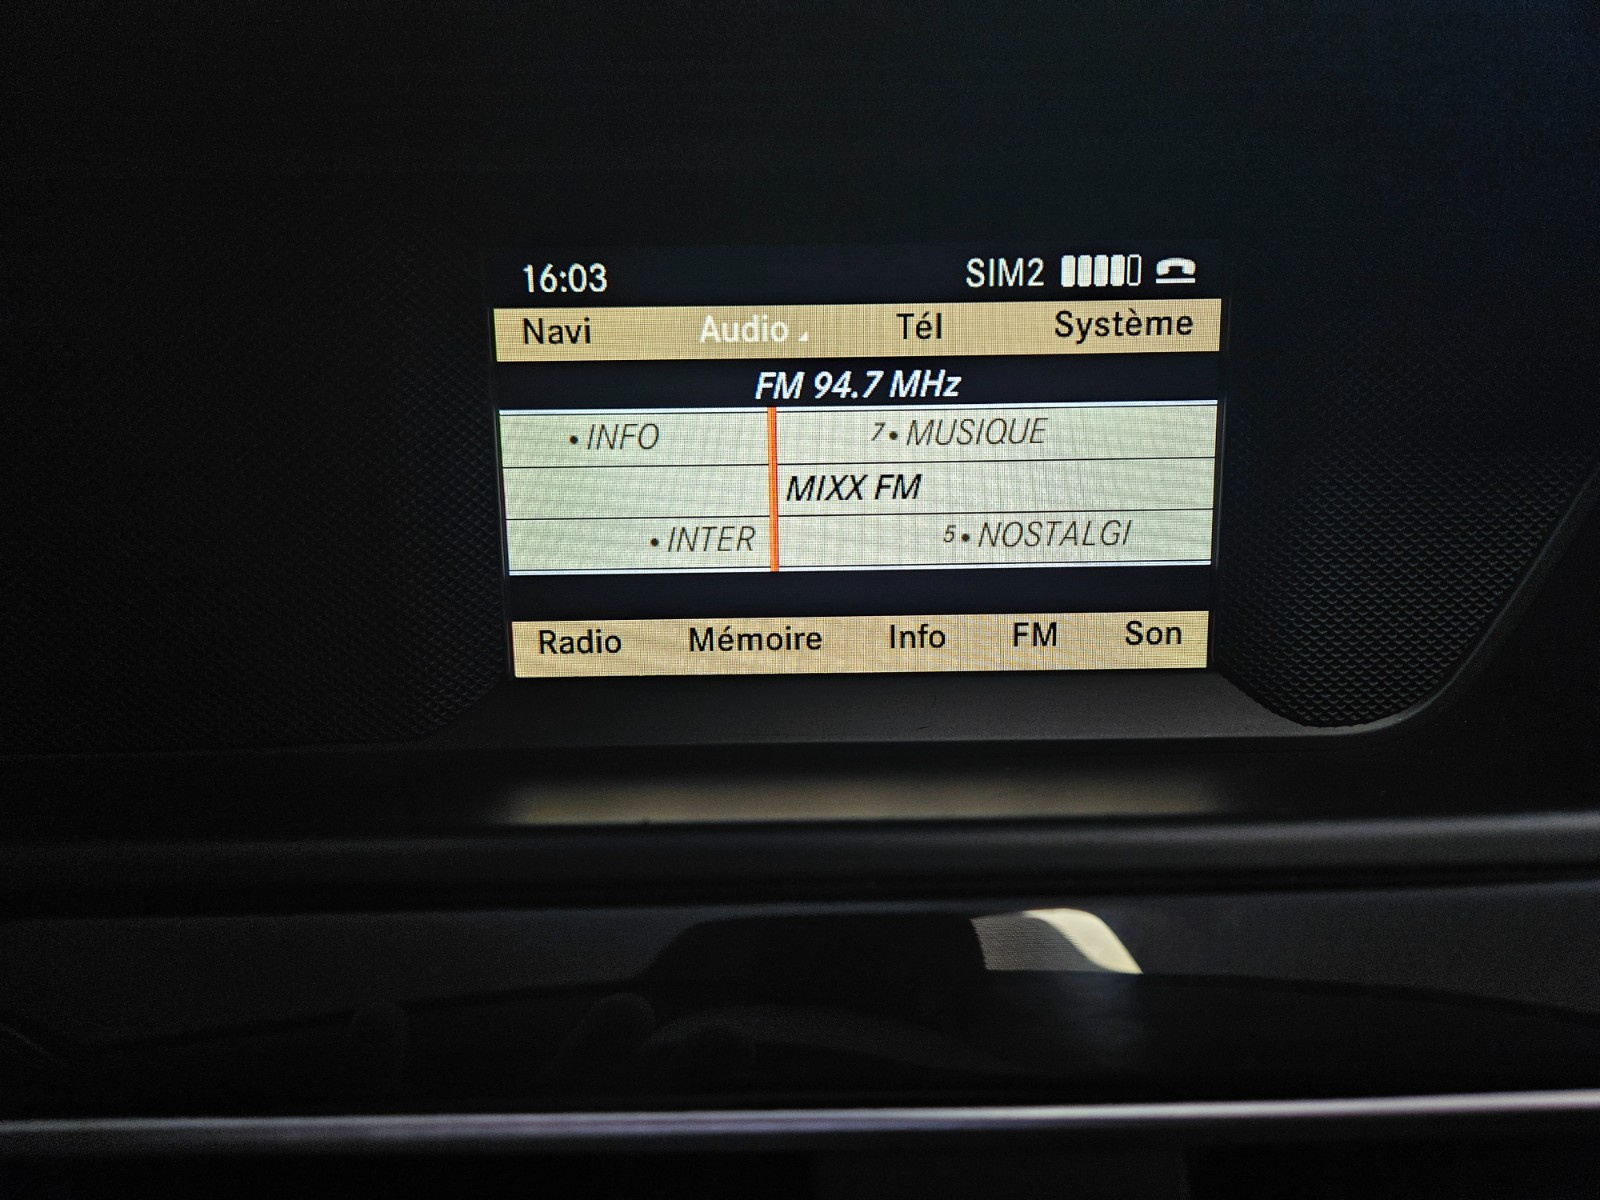 16:03 SIM2
Navi Audio Tél Système
FM 94.7 MHz
• INFO 7• MUSIQUE
MIXX FM
• INTER 5• NOSTALGI
Radio Mémoire Info FM Son